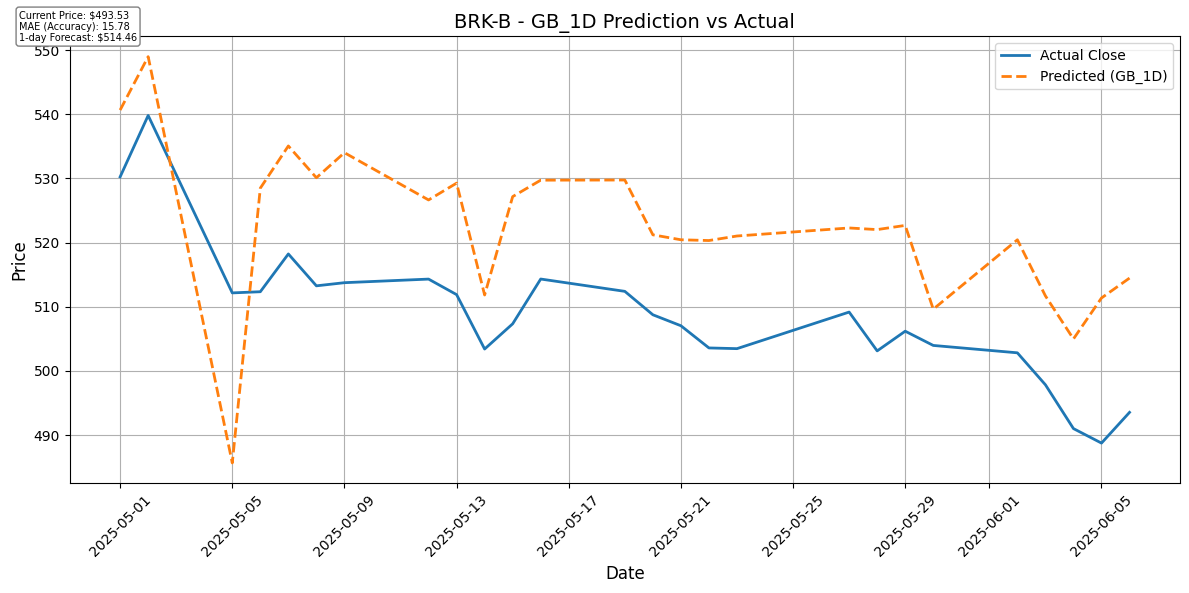 Current Price: $493.53
MAE (Accuracy): 15.78
1-day Forecast: $514.46
BRK-B - GB_1D Prediction vs Actual
Actual Close
Predicted (GB_1D)
Price
550
540
530
520
510
500
490
2025-05-01
2025-05-05
2025-05-09
2025-05-13
2025-05-17
2025-05-21
2025-05-25
2025-05-29
2025-06-01
2025-06-05
Date